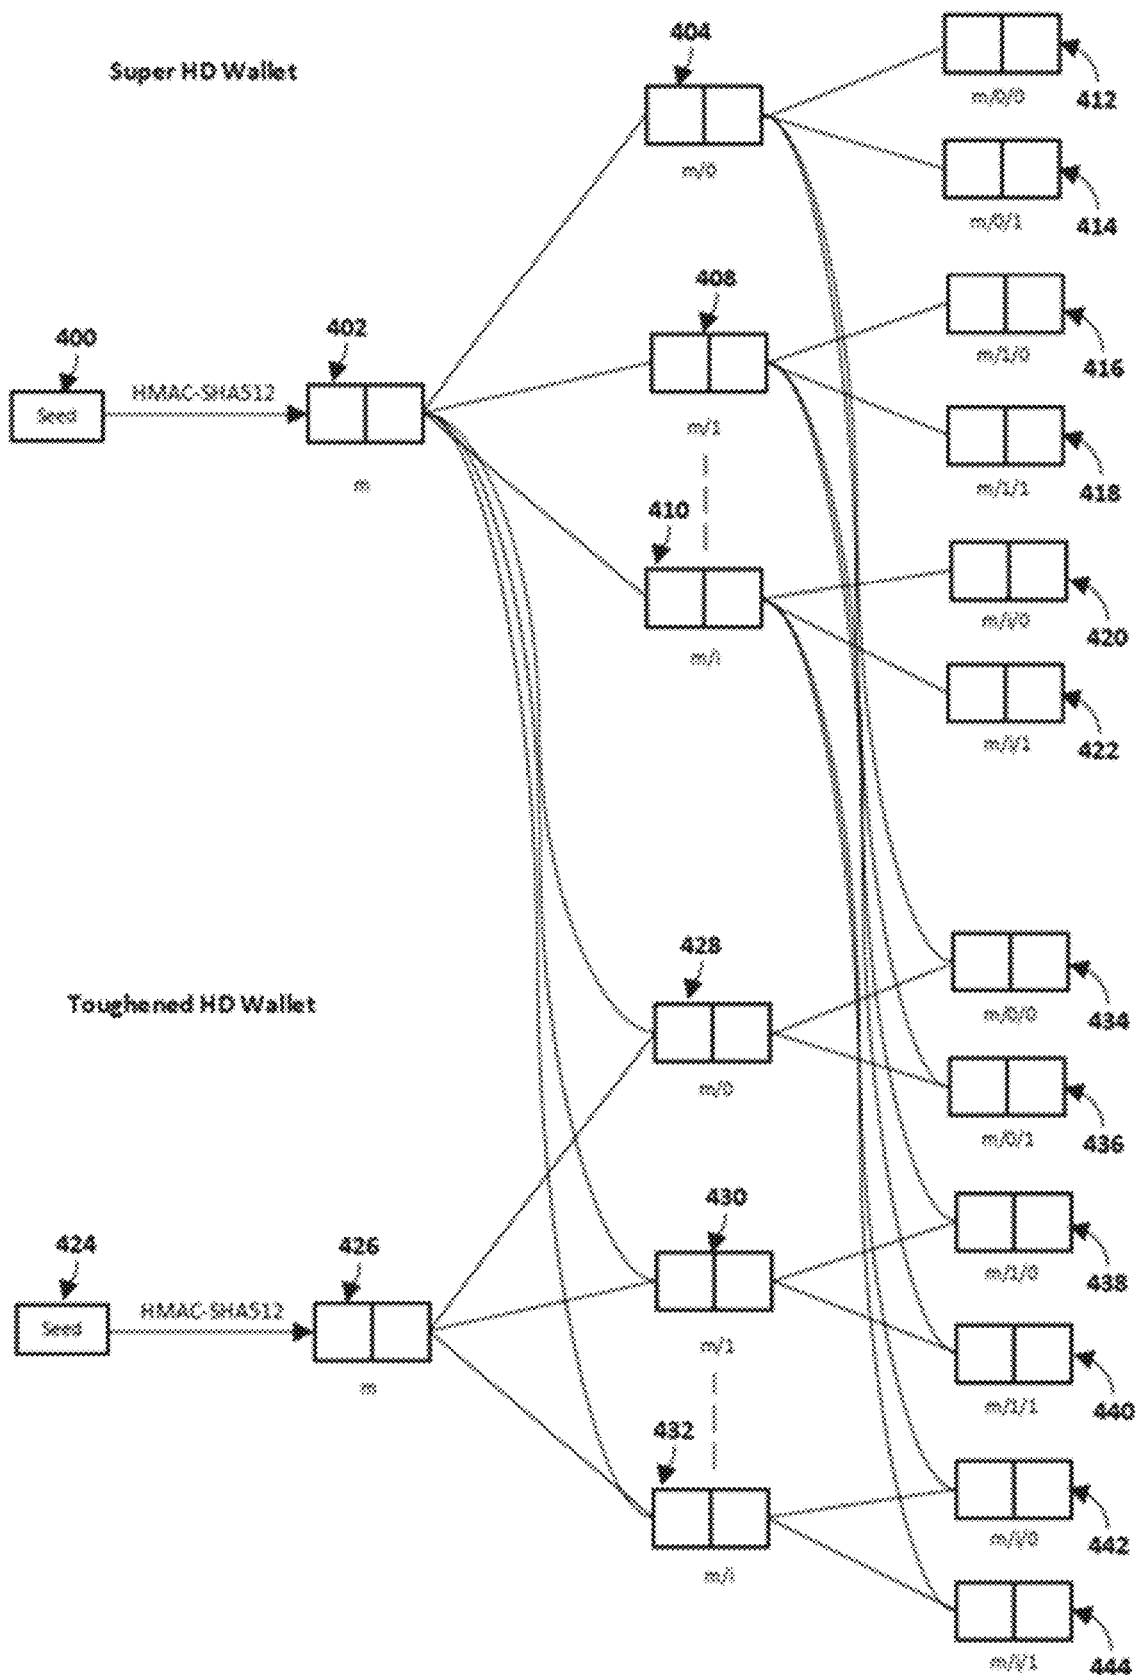 404
412
Super HD Wallet
m/0/0
m/0
414
m/0/1
408
400
402
416
m/1/0
HMAC-SHA512
Seed
m/1
m
418
m/1/1
410
420
m/i/0
m/i
422
m/i/1
428
434
Toughened HD Wallet
m/0/0
m/0
436
m/0/1
430
424
426
438
m/1/0
HMAC-SHA512
Seed
m/1
m
440
m/1/1
432
442
m/i/0
m/i
444
m/i/1